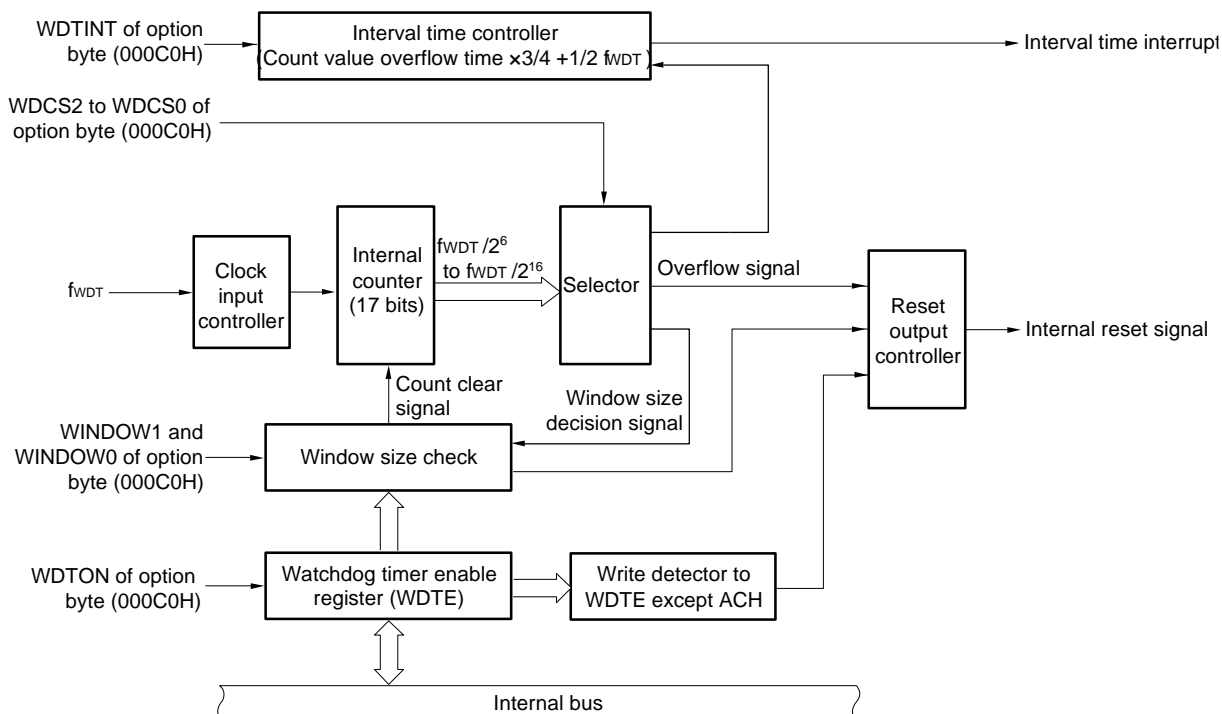 WDTINT of option
byte (000C0H)
Interval time controller
(Count value overflow time ×3/4 +1/2 fWDT )
Interval time interrupt
WDCS2 to WDCS0 of
option byte (000C0H)
fWDT
Clock
input
controller
Internal
counter
(17 bits)
fWDT /2⁶
to fWDT /2¹⁶
Selector
Overflow signal
Reset
output
controller
Internal reset signal
Count clear
signal
Window size
decision signal
WINDOW1 and
WINDOW0 of option
byte (000C0H)
Window size check
WDTON of option
byte (000C0H)
Watchdog timer enable
register (WDTE)
Write detector to
WDTE except ACH
Internal bus